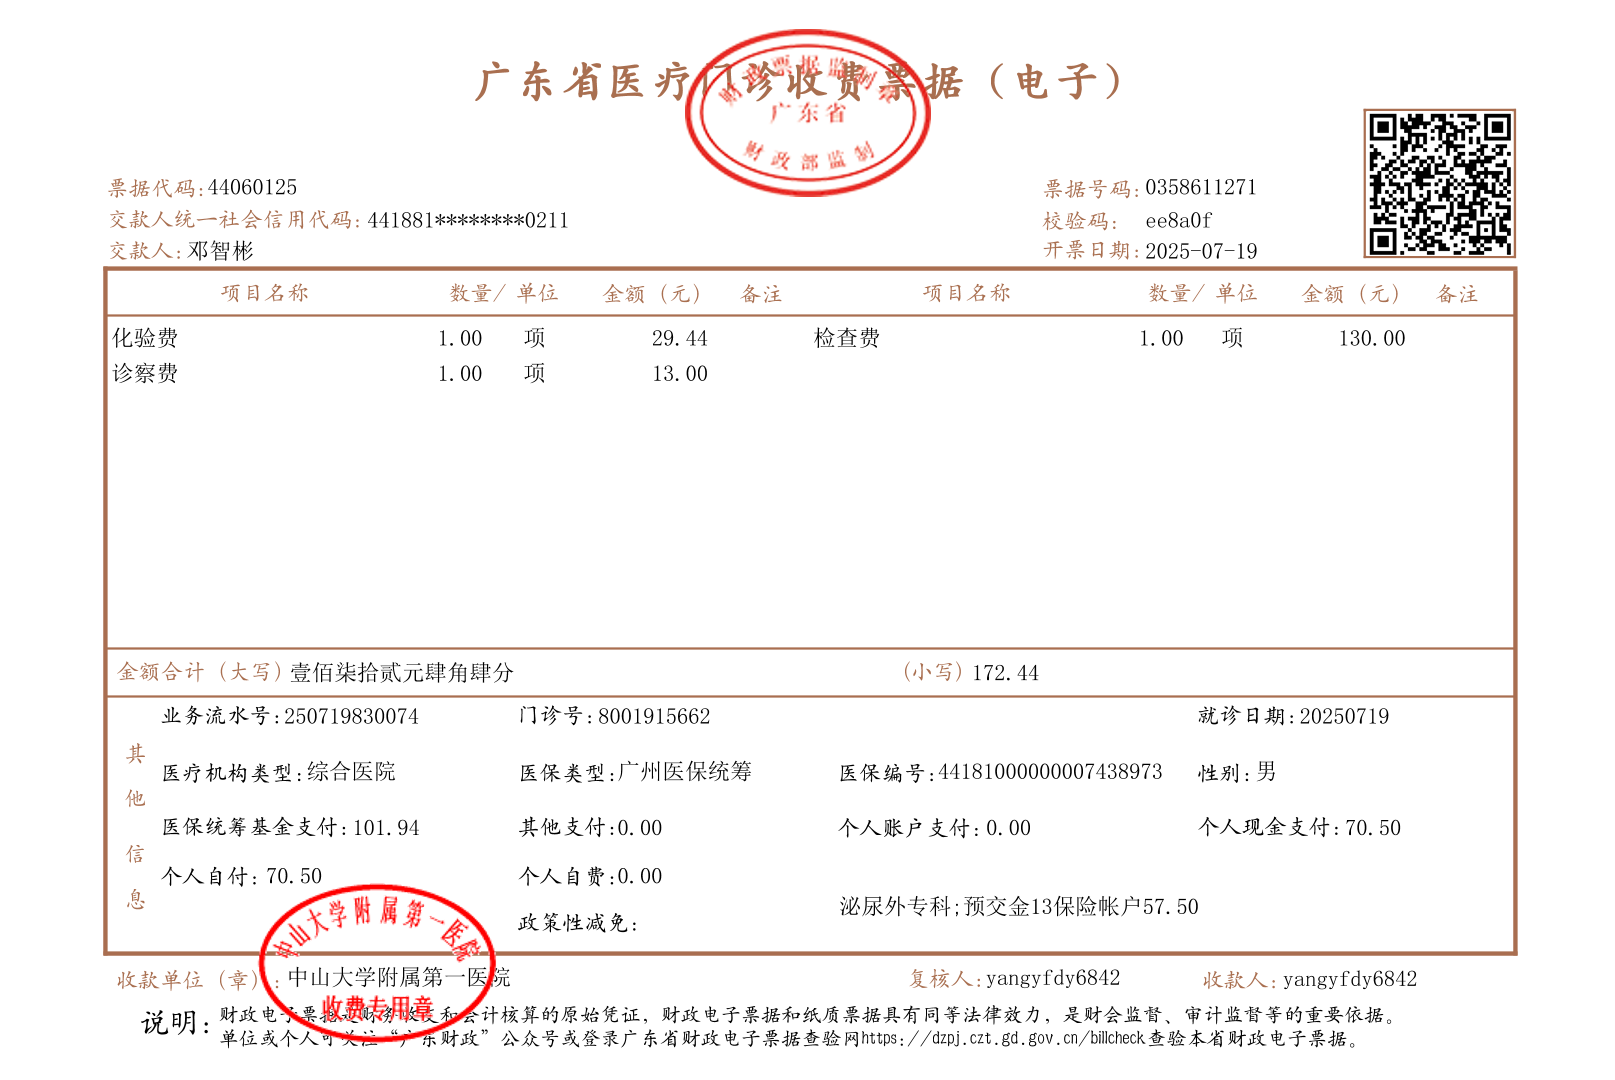 广东省医疗门诊收费票据（电子）
财政票据监制章
广东省
财政部监制
票据代码:44060125
票据号码:0358611271
交款人统一社会信用代码:441881********0211
校验码: ee8a0f
交款人:邓智彬
开票日期:2025-07-19
项目名称 数量/单位 金额（元） 备注 项目名称 数量/单位 金额（元） 备注
化验费 1.00 项 29.44 检查费 1.00 项 130.00
诊察费 1.00 项 13.00
金额合计（大写）壹佰柒拾贰元肆角肆分 （小写）172.44
其他信息
业务流水号:250719830074 门诊号:8001915662 就诊日期:20250719
医疗机构类型:综合医院 医保类型:广州医保统筹 医保编号:44181000000007438973 性别:男
医保统筹基金支付:101.94 其他支付:0.00 个人账户支付:0.00 个人现金支付:70.50
个人自付:70.50 个人自费:0.00
泌尿外专科;预交金13保险帐户57.50
政策性减免:
中山大学附属第一医院
收费专用章
收款单位（章）:中山大学附属第一医院 复核人:yangyfdy6842 收款人:yangyfdy6842
说明:财政电子票据是财务收支和会计核算的原始凭证，财政电子票据和纸质票据具有同等法律效力，是财会监督、审计监督等的重要依据。
单位或个人可关注“广东财政”公众号或登录广东省财政电子票据查验网https://dzpj.czt.gd.gov.cn/billcheck查验本省财政电子票据。